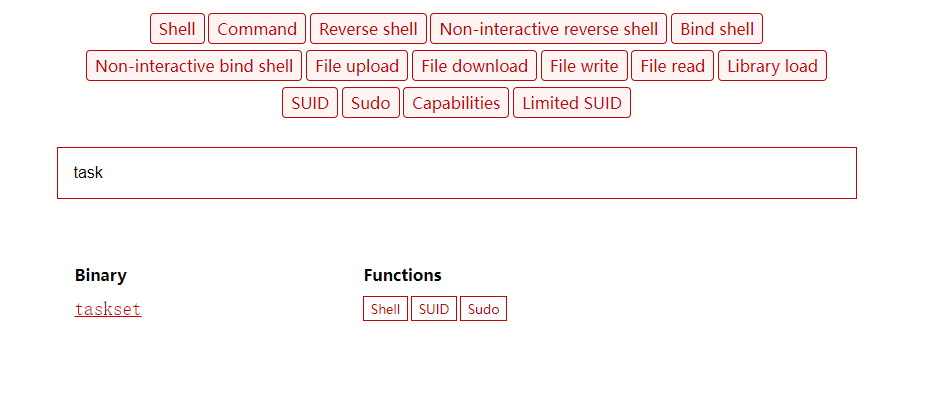 Shell Command Reverse shell Non-interactive reverse shell Bind shell
Non-interactive bind shell File upload File download File write File read Library load
SUID Sudo Capabilities Limited SUID
task
Binary Functions
taskset Shell SUID Sudo